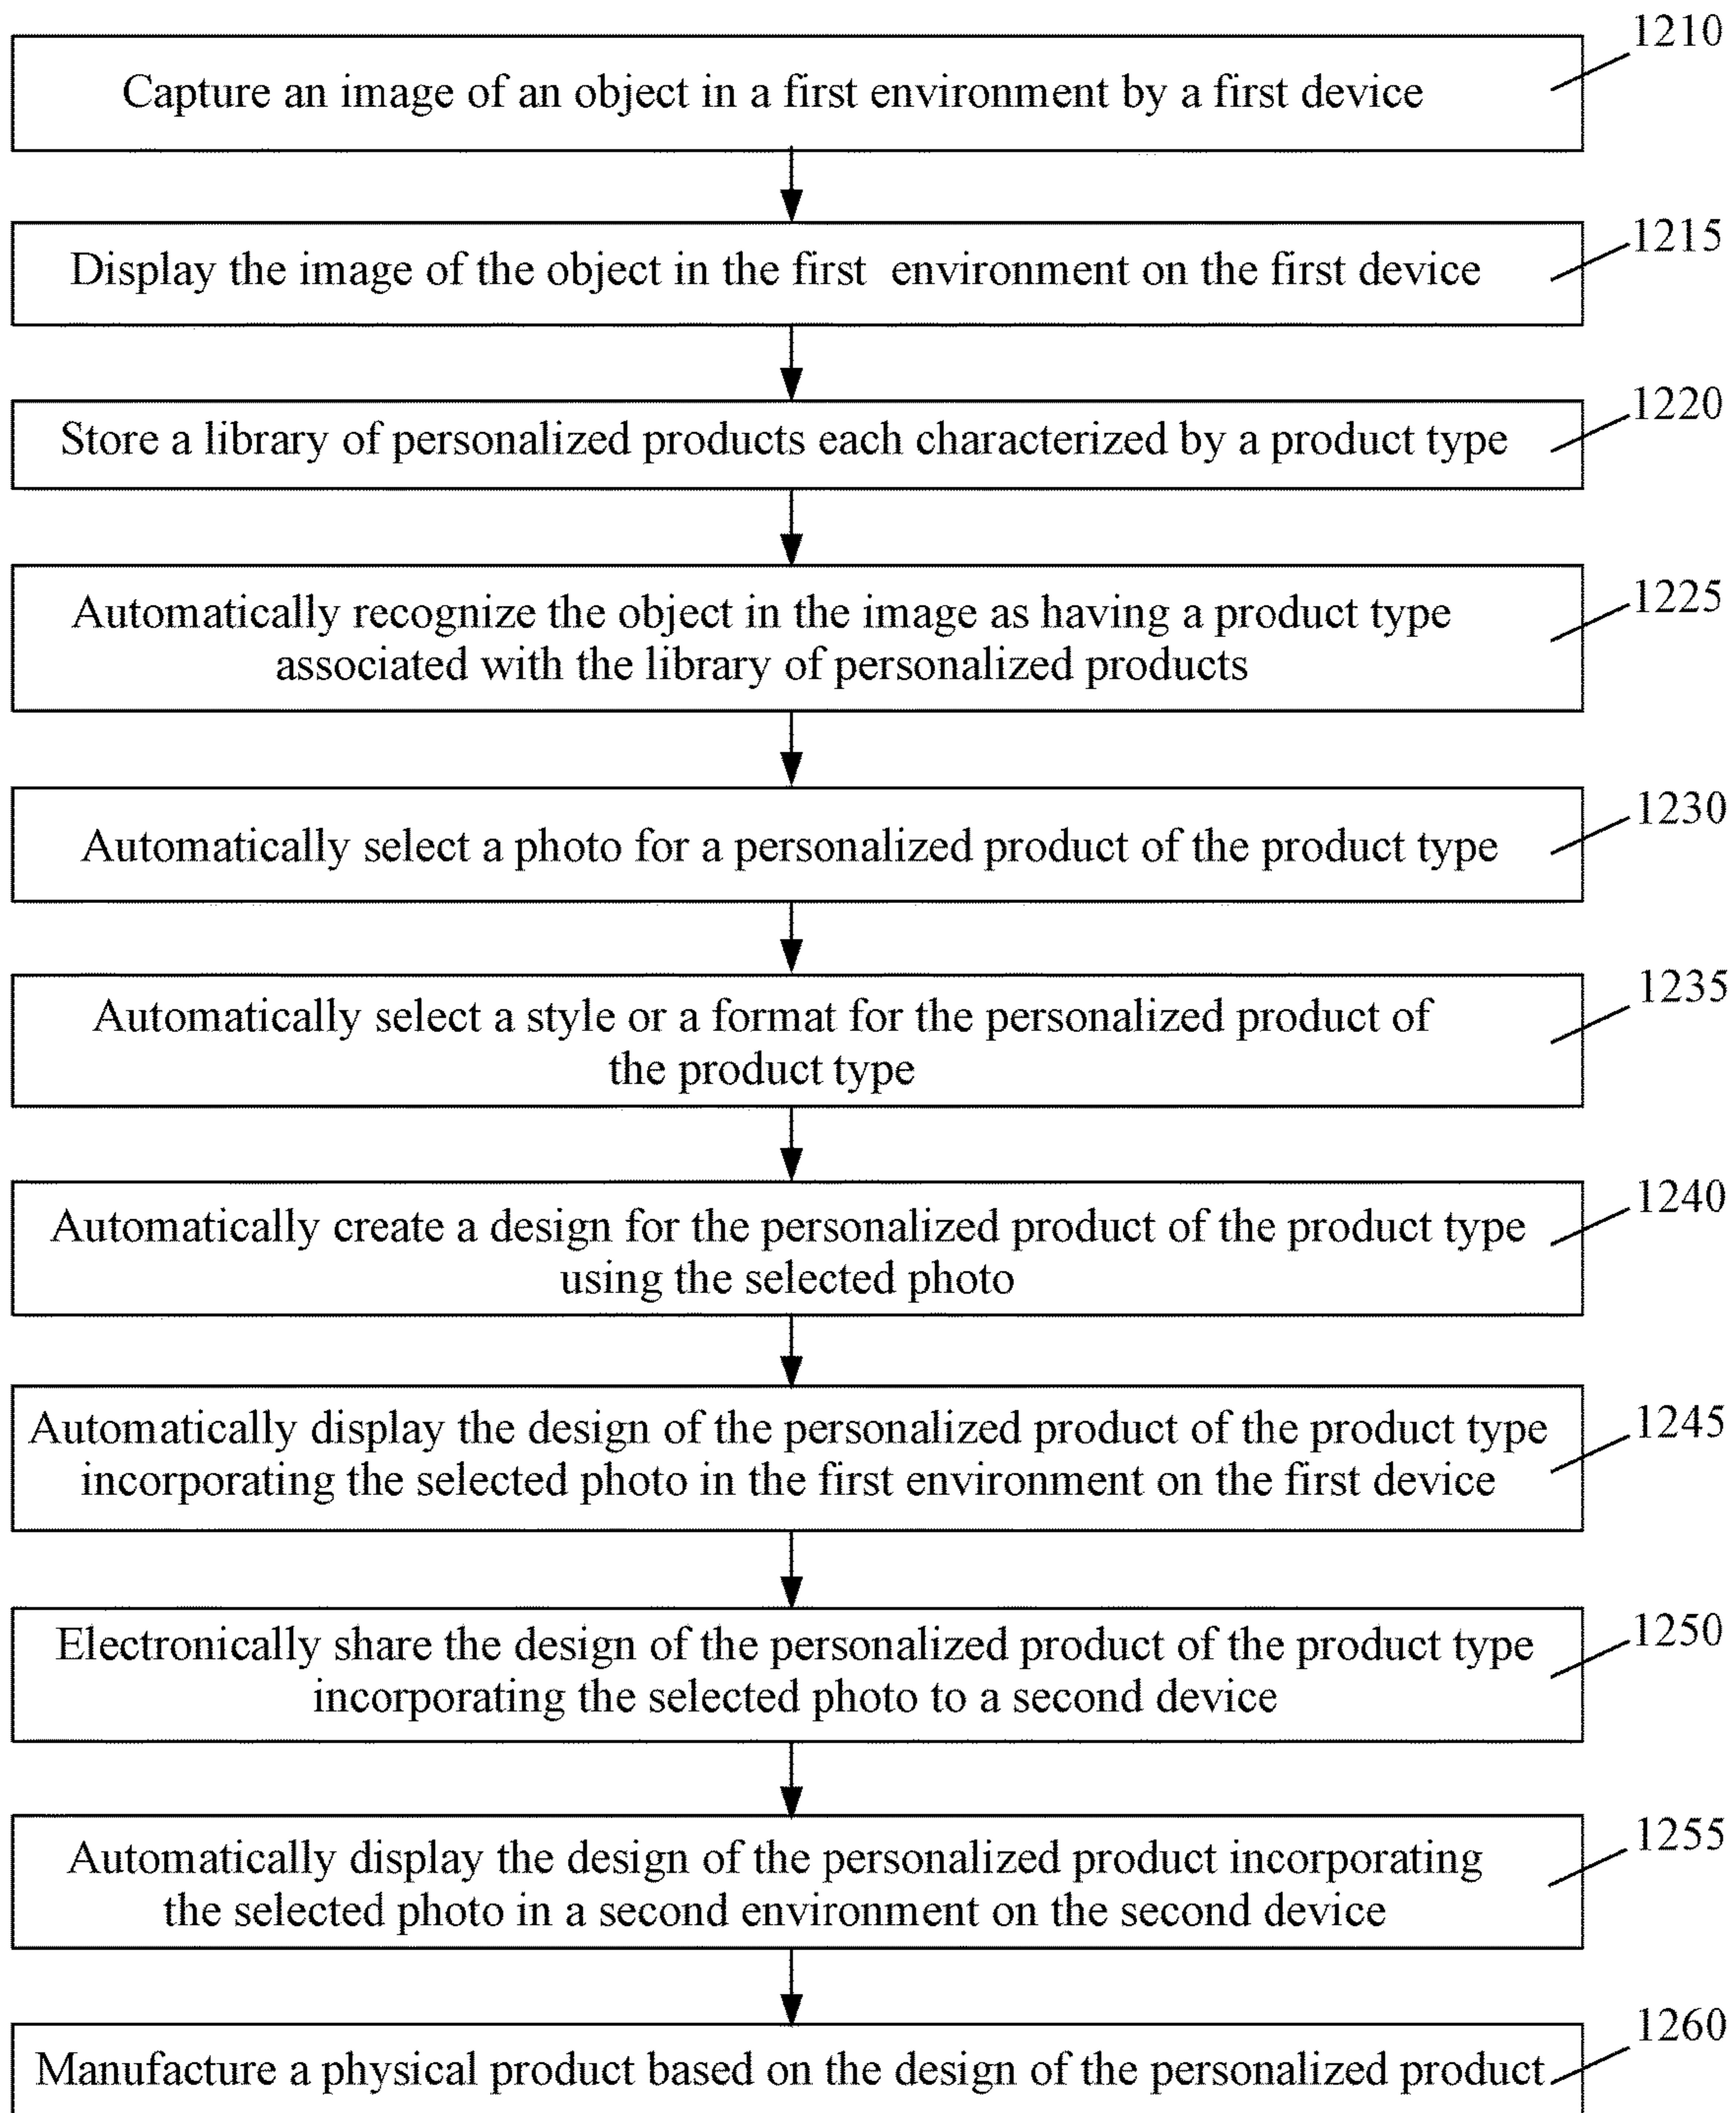 1210
Capture an image of an object in a first environment by a first device
1215
Display the image of the object in the first environment on the first device
1220
Store a library of personalized products each characterized by a product type
1225
Automatically recognize the object in the image as having a product type
associated with the library of personalized products
1230
Automatically select a photo for a personalized product of the product type
1235
Automatically select a style or a format for the personalized product of
the product type
1240
Automatically create a design for the personalized product of the product type
using the selected photo
1245
Automatically display the design of the personalized product of the product type
incorporating the selected photo in the first environment on the first device
1250
Electronically share the design of the personalized product of the product type
incorporating the selected photo to a second device
1255
Automatically display the design of the personalized product incorporating
the selected photo in a second environment on the second device
1260
Manufacture a physical product based on the design of the personalized product